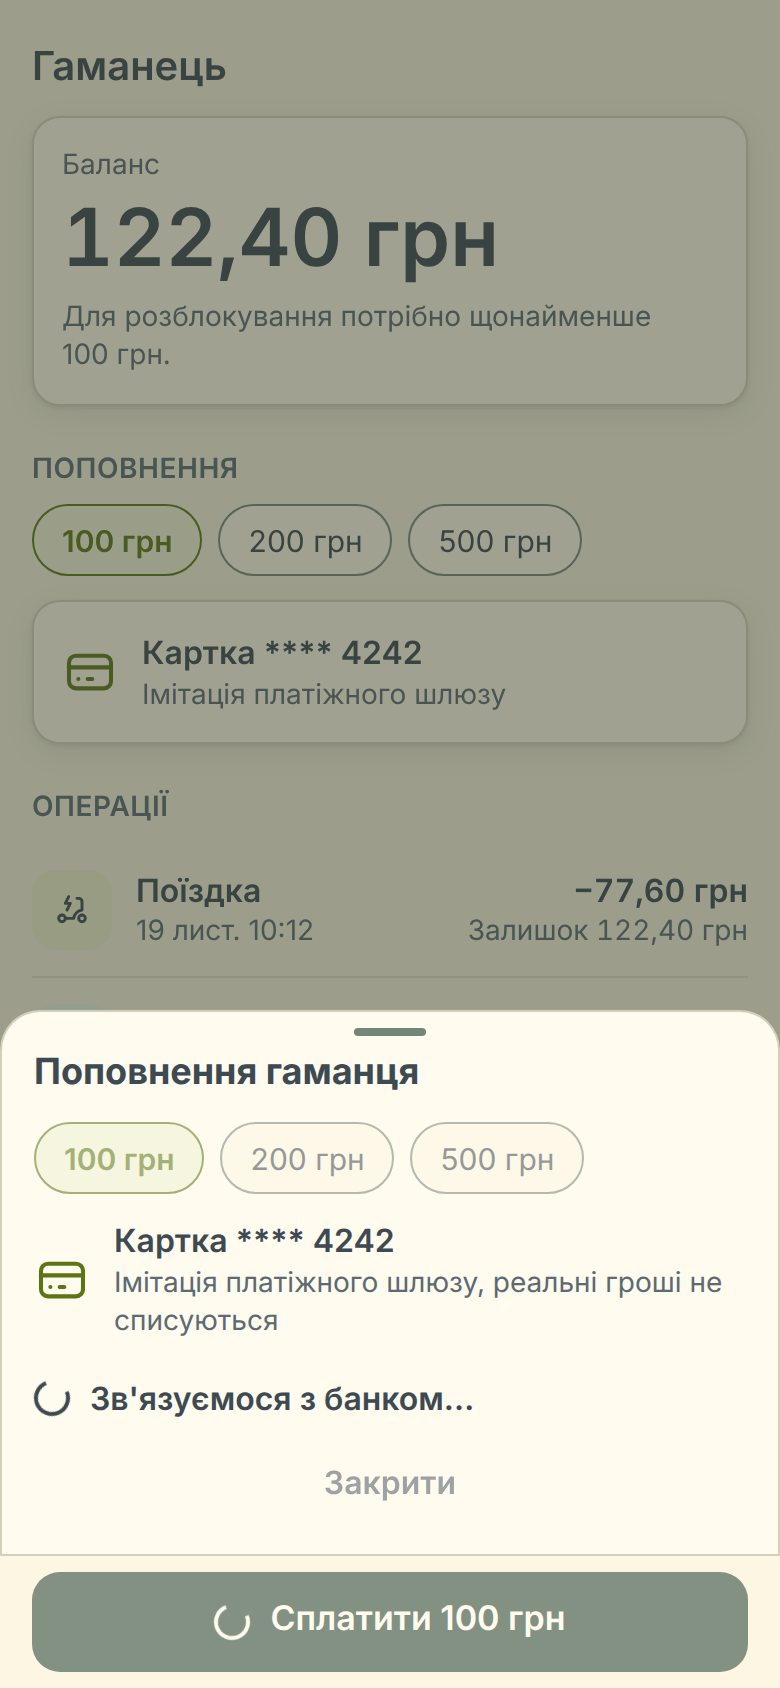 Гаманець
Баланс
122,40 грн
Для розблокування потрібно щонайменше
100 грн.
ПОПОВНЕННЯ
100 грн
200 грн
500 грн
Картка **** 4242
Імітація платіжного шлюзу
ОПЕРАЦІЇ
Поїздка
−77,60 грн
19 лист. 10:12
Залишок 122,40 грн
Поповнення гаманця
100 грн
200 грн
500 грн
Картка **** 4242
Імітація платіжного шлюзу, реальні гроші не
списуються
Зв'язуємося з банком...
Закрити
Сплатити 100 грн